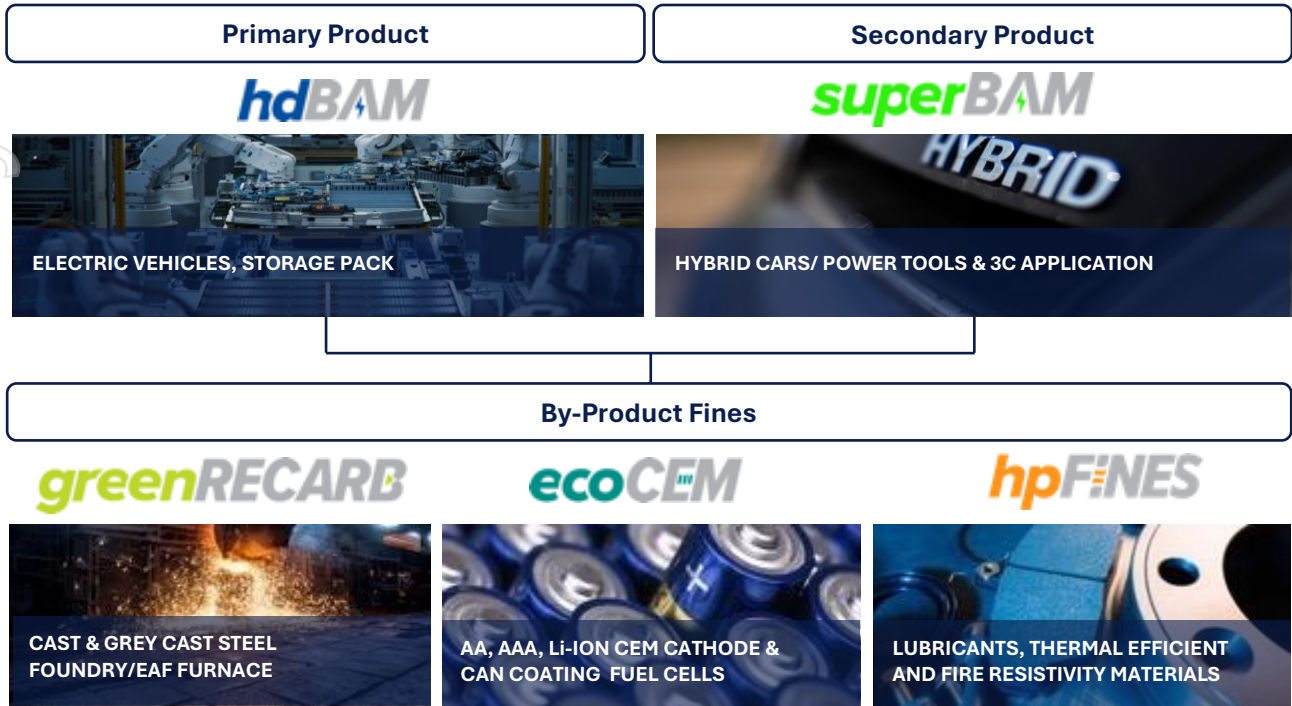 Primary Product
Secondary Product
hdBAM
superBAM
HYBRID
ELECTRIC VEHICLES, STORAGE PACK
HYBRID CARS/ POWER TOOLS & 3C APPLICATION
By-Product Fines
greenRECARB
ecoCEM
hpFiNES
+
CAST & GREY CAST STEEL
FOUNDRY/EAF FURNACE
AA, AAA, Li-ION CEM CATHODE &
CAN COATING FUEL CELLS
LUBRICANTS, THERMAL EFFICIENT
AND FIRE RESISTIVITY MATERIALS